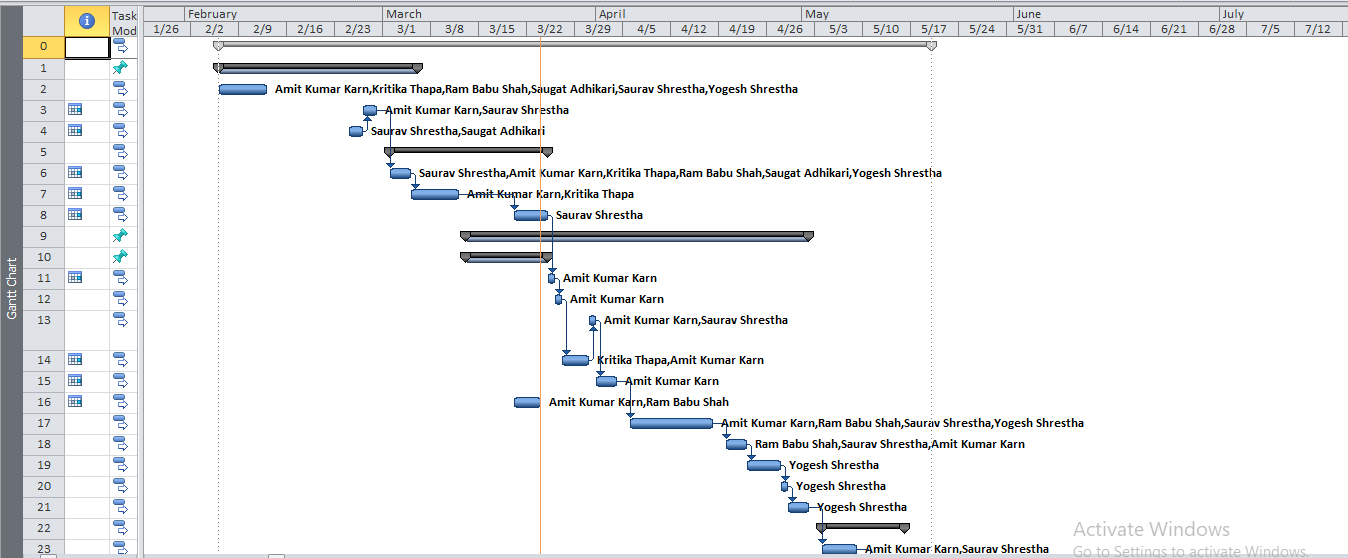 Task
Mod
February March April May June July
1/26 2/2 2/9 2/16 2/23 3/1 3/8 3/15 3/22 3/29 4/5 4/12 4/19 4/26 5/3 5/10 5/17 5/24 5/31 6/7 6/14 6/21 6/28 7/5 7/12
0
1
2 Amit Kumar Karn,Kritika Thapa,Ram Babu Shah,Saugat Adhikari,Saurav Shrestha,Yogesh Shrestha
3 Amit Kumar Karn,Saurav Shrestha
4 Saurav Shrestha,Saugat Adhikari
5
6 Saurav Shrestha,Amit Kumar Karn,Kritika Thapa,Ram Babu Shah,Saugat Adhikari,Yogesh Shrestha
7 Amit Kumar Karn,Kritika Thapa
8 Saurav Shrestha
9
10
11 Amit Kumar Karn
12 Amit Kumar Karn
13 Amit Kumar Karn,Saurav Shrestha
14 Kritika Thapa,Amit Kumar Karn
15 Amit Kumar Karn
16 Amit Kumar Karn,Ram Babu Shah
17 Amit Kumar Karn,Ram Babu Shah,Saurav Shrestha,Yogesh Shrestha
18 Ram Babu Shah,Saurav Shrestha,Amit Kumar Karn
19 Yogesh Shrestha
20 Yogesh Shrestha
21 Yogesh Shrestha
22
23 Amit Kumar Karn,Saurav Shrestha
Gantt Chart
Activate Windows
Go to Settings to activate Windows.